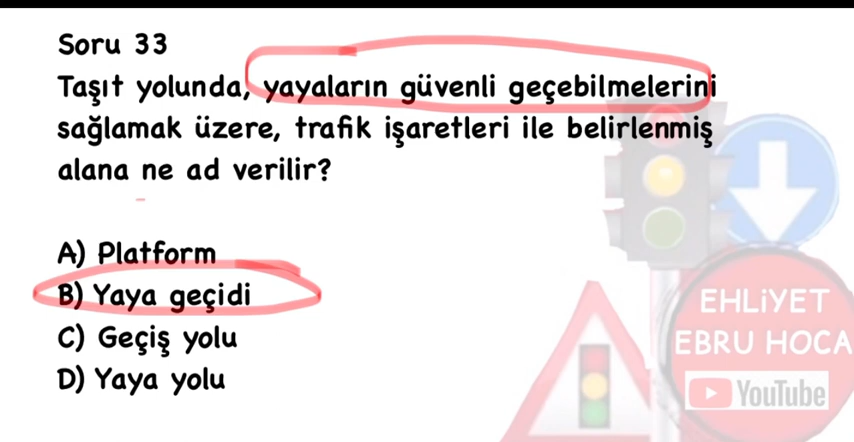 Soru 33
Taşıt yolunda, yayaların güvenli geçebilmelerini
sağlamak üzere, trafik işaretleri ile belirlenmiş
alana ne ad verilir?
A) Platform
B) Yaya geçidi
C) Geçiş yolu
D) Yaya yolu
EHLİYET
EBRU HOCA
YouTube